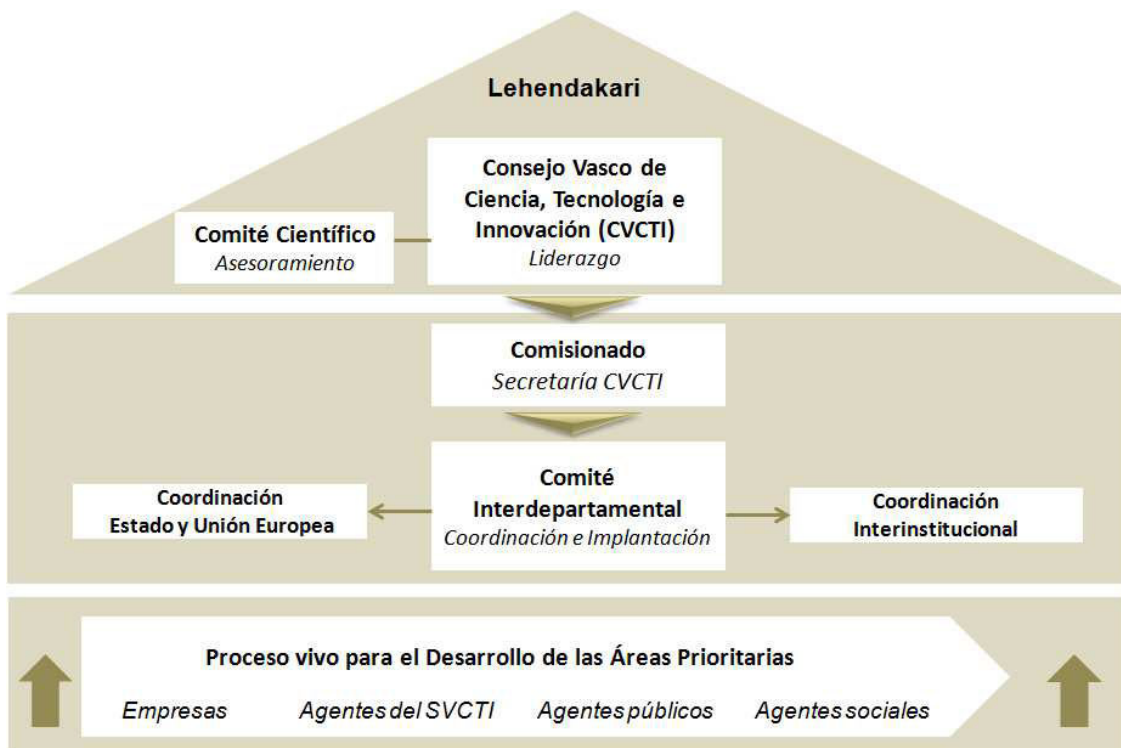 Lehendakari
Consejo Vasco de
Ciencia, Tecnología e
Innovación (CVCTI)
Liderazgo
Comité Científico
Asesoramiento
Comisionado
Secretaría CVCTI
Comité
Interdepartamental
Coordinación e Implantación
Coordinación
Estado y Unión Europea
Coordinación
Interinstitucional
Proceso vivo para el Desarrollo de las Áreas Prioritarias
Empresas Agentes del SVCTI Agentes públicos Agentes sociales